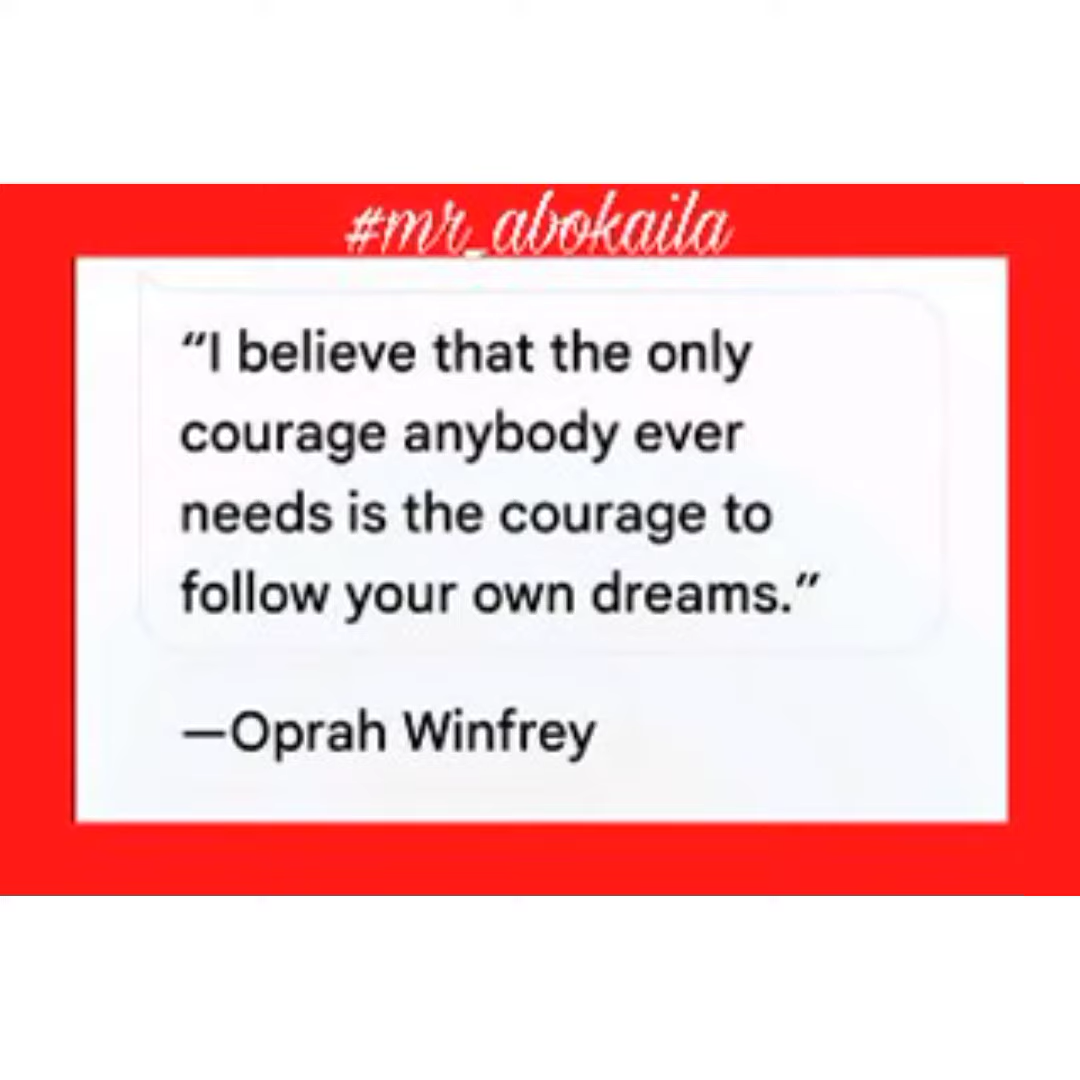 #mr_abokaila
“I believe that the only
courage anybody ever
needs is the courage to
follow your own dreams.”
—Oprah Winfrey